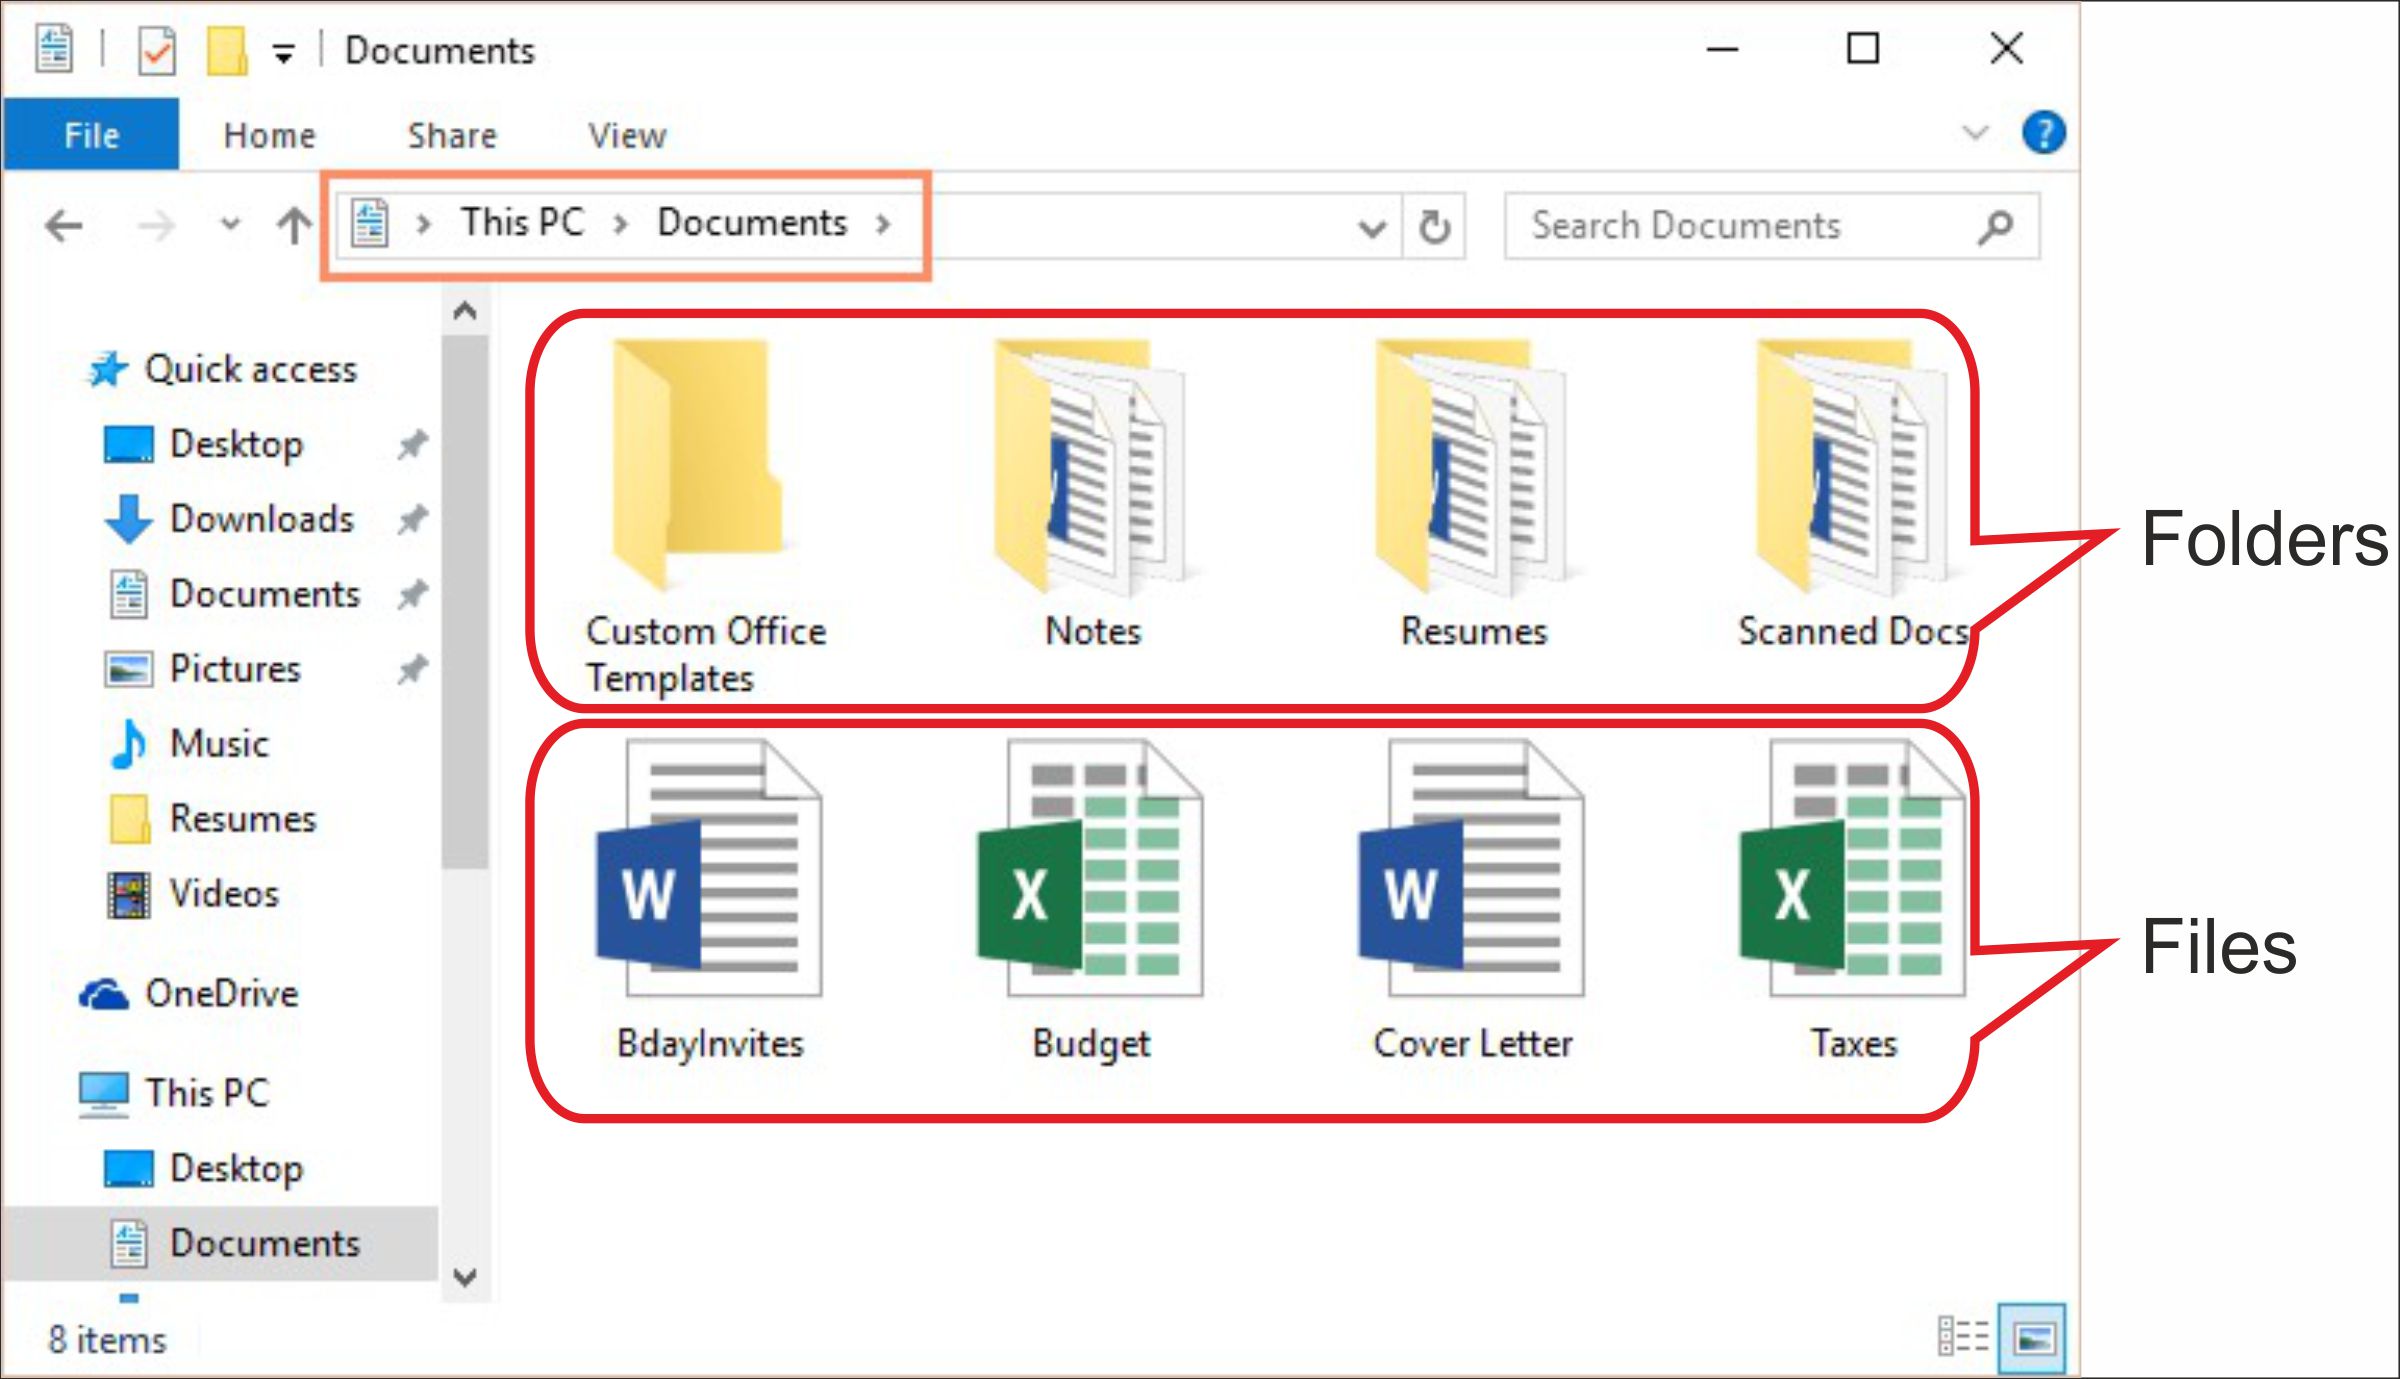 Documents
File Home Share View
This PC Documents
Search Documents
Quick access
Desktop
Downloads
Documents
Pictures
Music
Resumes
Videos
OneDrive
This PC
Desktop
Documents
Custom Office
Templates
Notes
Resumes
Scanned Docs
Folders
W
X
W
X
BdayInvites
Budget
Cover Letter
Taxes
Files
8 items